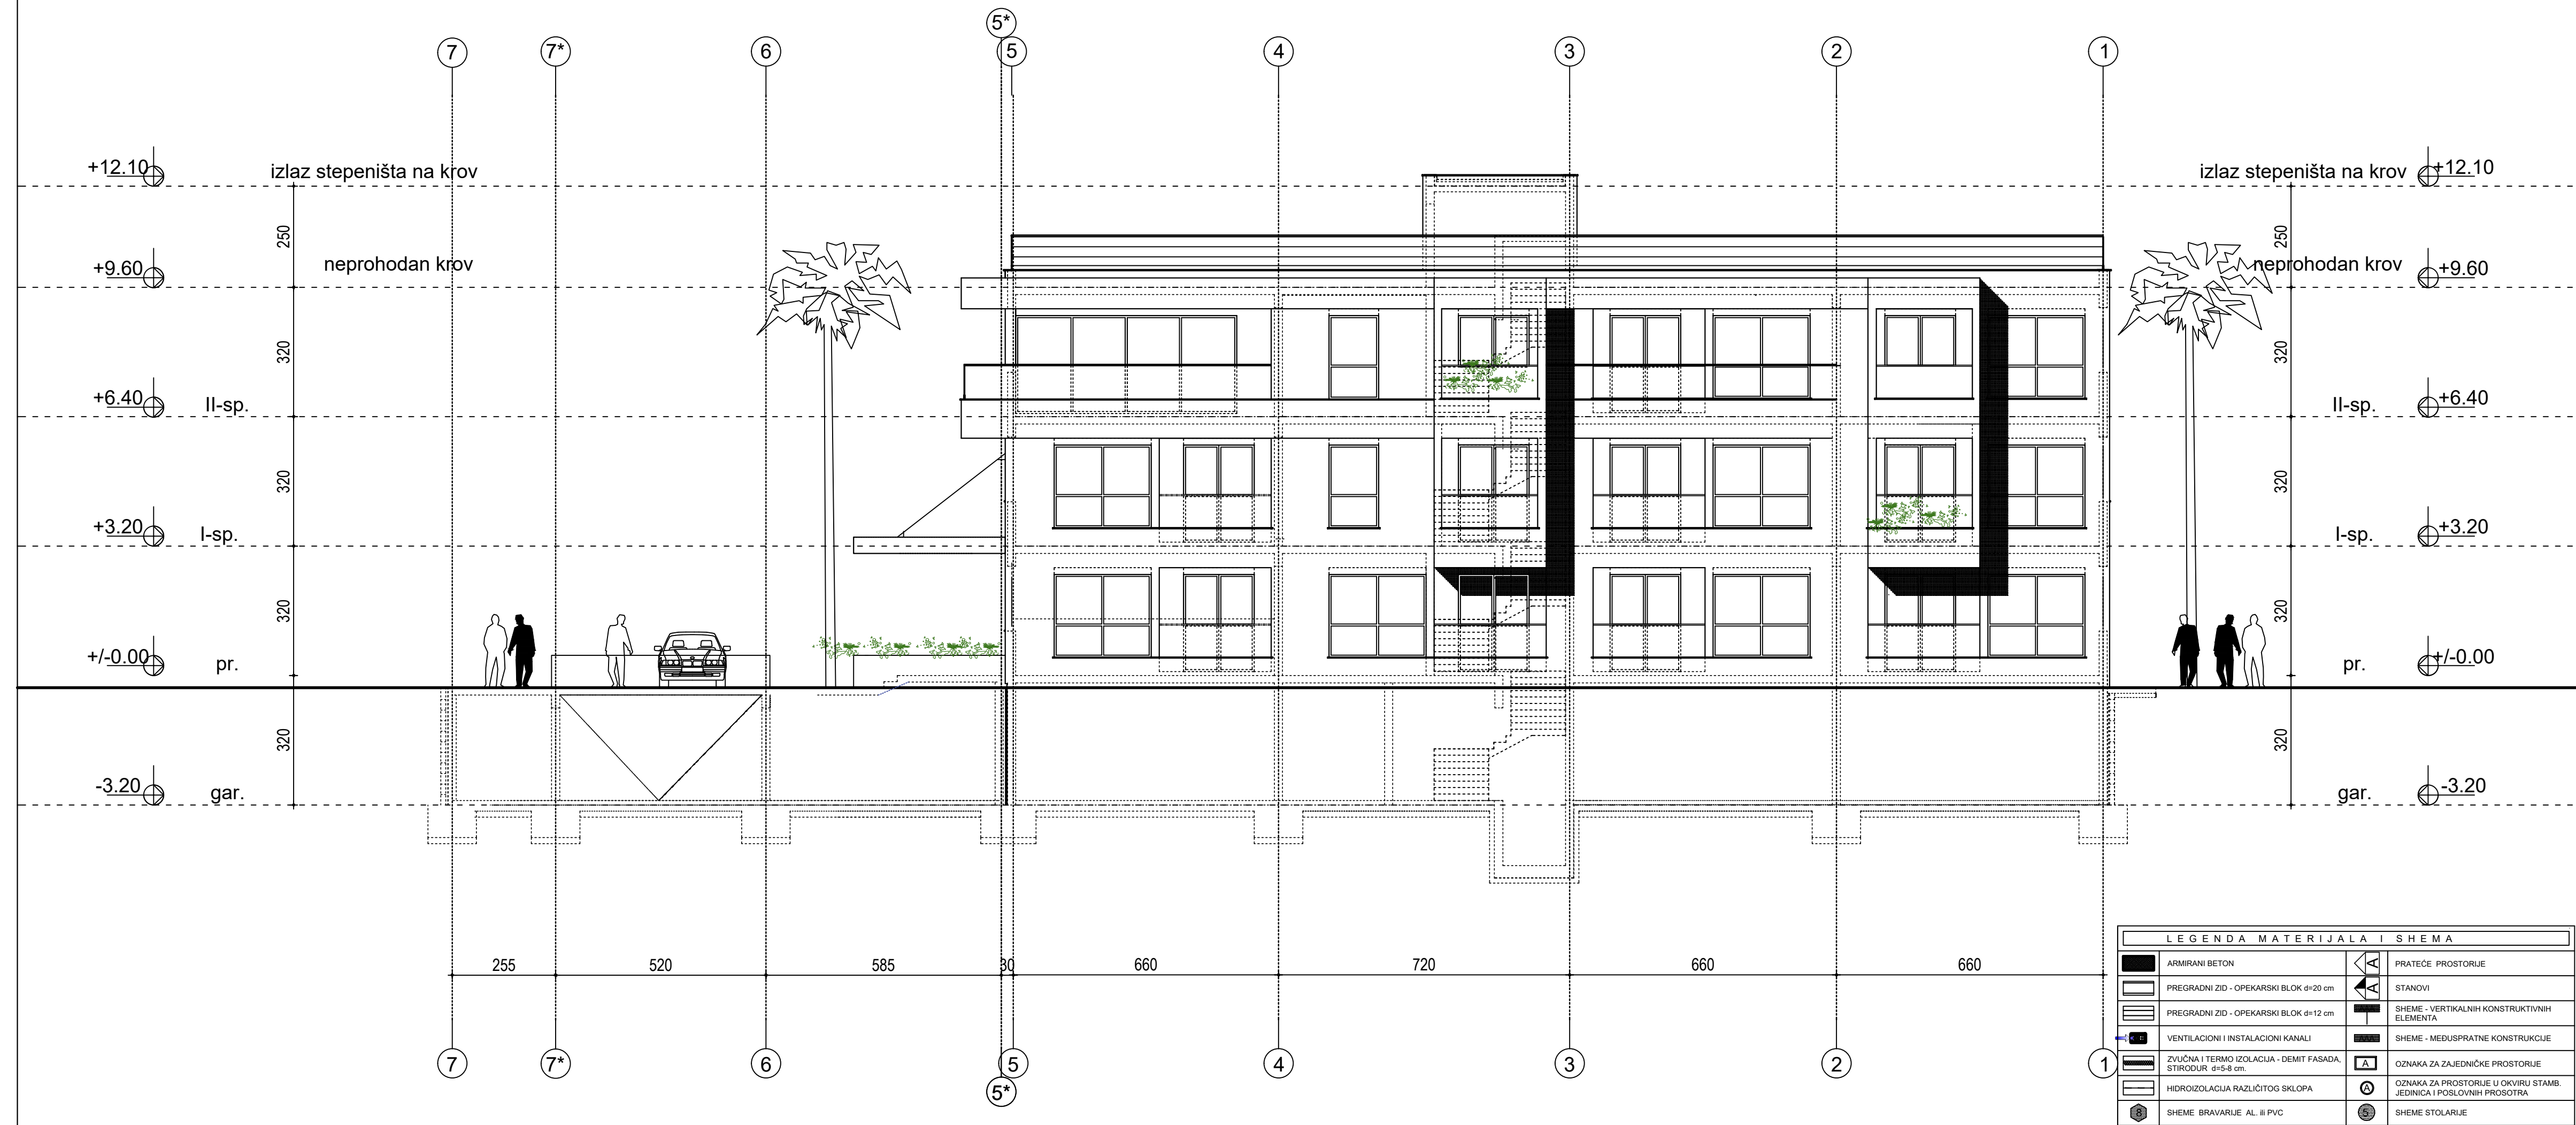 5*
7
7*
6
5
4
3
2
1
+12.10
izlaz stepeništa na krov
izlaz stepeništa na krov
+12.10
250
250
+9.60
neprohodan krov
neprohodan krov
+9.60
320
320
+6.40
II-sp.
II-sp.
+6.40
320
320
+3.20
I-sp.
I-sp.
+3.20
320
320
+/-0.00
pr.
pr.
+/-0.00
320
320
-3.20
gar.
gar.
-3.20
255
520
585
30
660
720
660
660
7
7*
6
5
4
3
2
1
5*
LEGENDA MATERIJALA I SHEMA
ARMIRANI BETON
A
PRATEĆE PROSTORIJE
PREGRADNI ZID - OPEKARSKI BLOK d=20 cm
A
STANOVI
PREGRADNI ZID - OPEKARSKI BLOK d=12 cm
SHEME - VERTIKALNIH KONSTRUKTIVNIH
ELEMENTA
VENTILACIONI I INSTALACIONI KANALI
SHEME - MEĐUSPRATNE KONSTRUKCIJE
ZVUČNA I TERMO IZOLACIJA - DEMIT FASADA,
STIRODUR d=5-8 cm.
A
OZNAKA ZA ZAJEDNIČKE PROSTORIJE
HIDROIZOLACIJA RAZLIČITOG SKLOPA
A
OZNAKA ZA PROSTORIJE U OKVIRU STAMB.
JEDINICA I POSLOVNIH PROSOTRA
8
SHEME BRAVARIJE AL. ili PVC
5
SHEME STOLARIJE